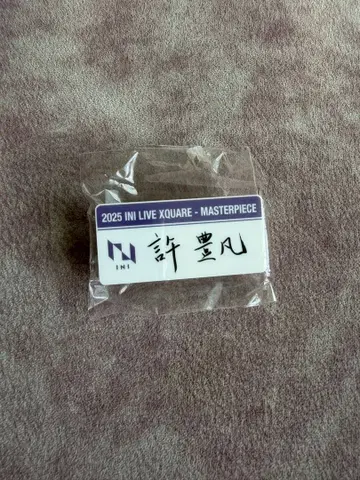 2025 INI LIVE XQUARE - MASTERPIECE
INI
許豊凡